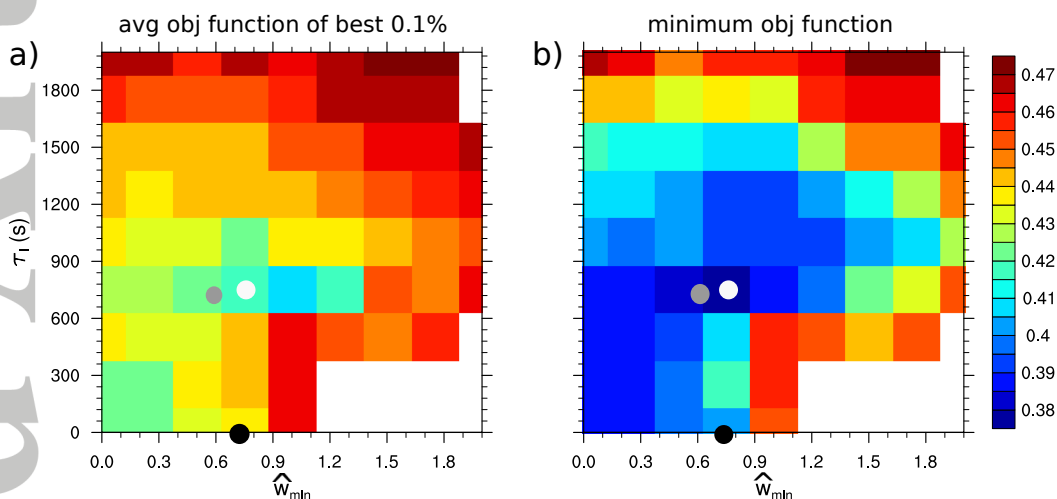 avg obj function of best 0.1%
minimum obj function
a)
b)
τI (s)
1800
1500
1200
900
600
300
0
0.0 0.3 0.6 0.9 1.2 1.5 1.8
ŵmin
0.0 0.3 0.6 0.9 1.2 1.5 1.8
ŵmin
0.47
0.46
0.45
0.44
0.43
0.42
0.41
0.4
0.39
0.38